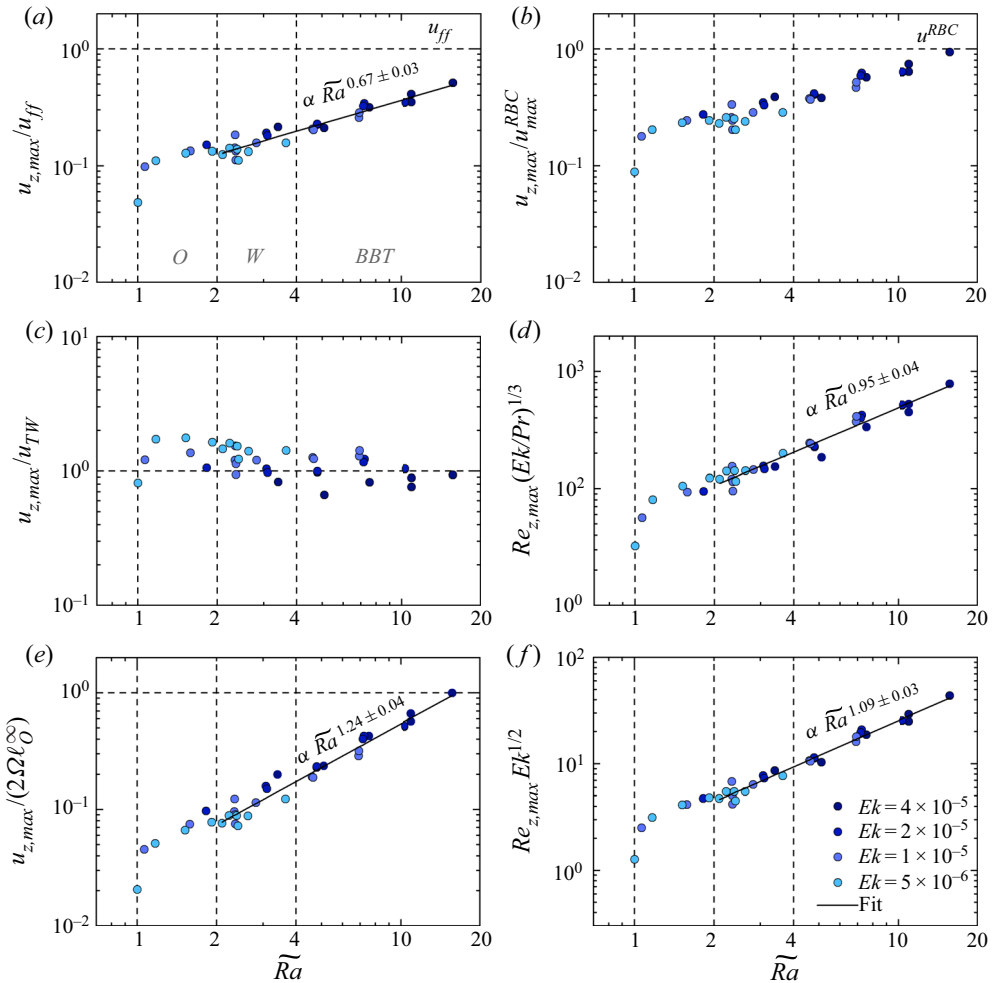 (a)
u_ff
10^0
α R̃a^0.67 ± 0.03
10^−1
O W BBT
10^−2
1 2 4 10 20
u_z,max/u_ff
(b)
u^RBC
10^0
10^−1
10^−2
1 2 4 10 20
u_z,max/u^RBC_max
(c)
10^1
10^0
10^−1
1 2 4 10 20
u_z,max/u_TW
(d)
10^3
α R̃a^0.95 ± 0.04
10^2
10^1
10^0
1 2 4 10 20
Re_z,max(Ek/Pr)^1/3
(e)
10^0
α R̃a^1.24 ± 0.04
10^−1
10^−2
1 2 4 10 20
u_z,max/(2Ωℓ^∞_O)
R̃a
(f)
10^2
α R̃a^1.09 ± 0.03
10^1
10^0
Ek = 4 × 10^−5
Ek = 2 × 10^−5
Ek = 1 × 10^−5
Ek = 5 × 10^−6
Fit
1 2 4 10 20
Re_z,max Ek^1/2
R̃a